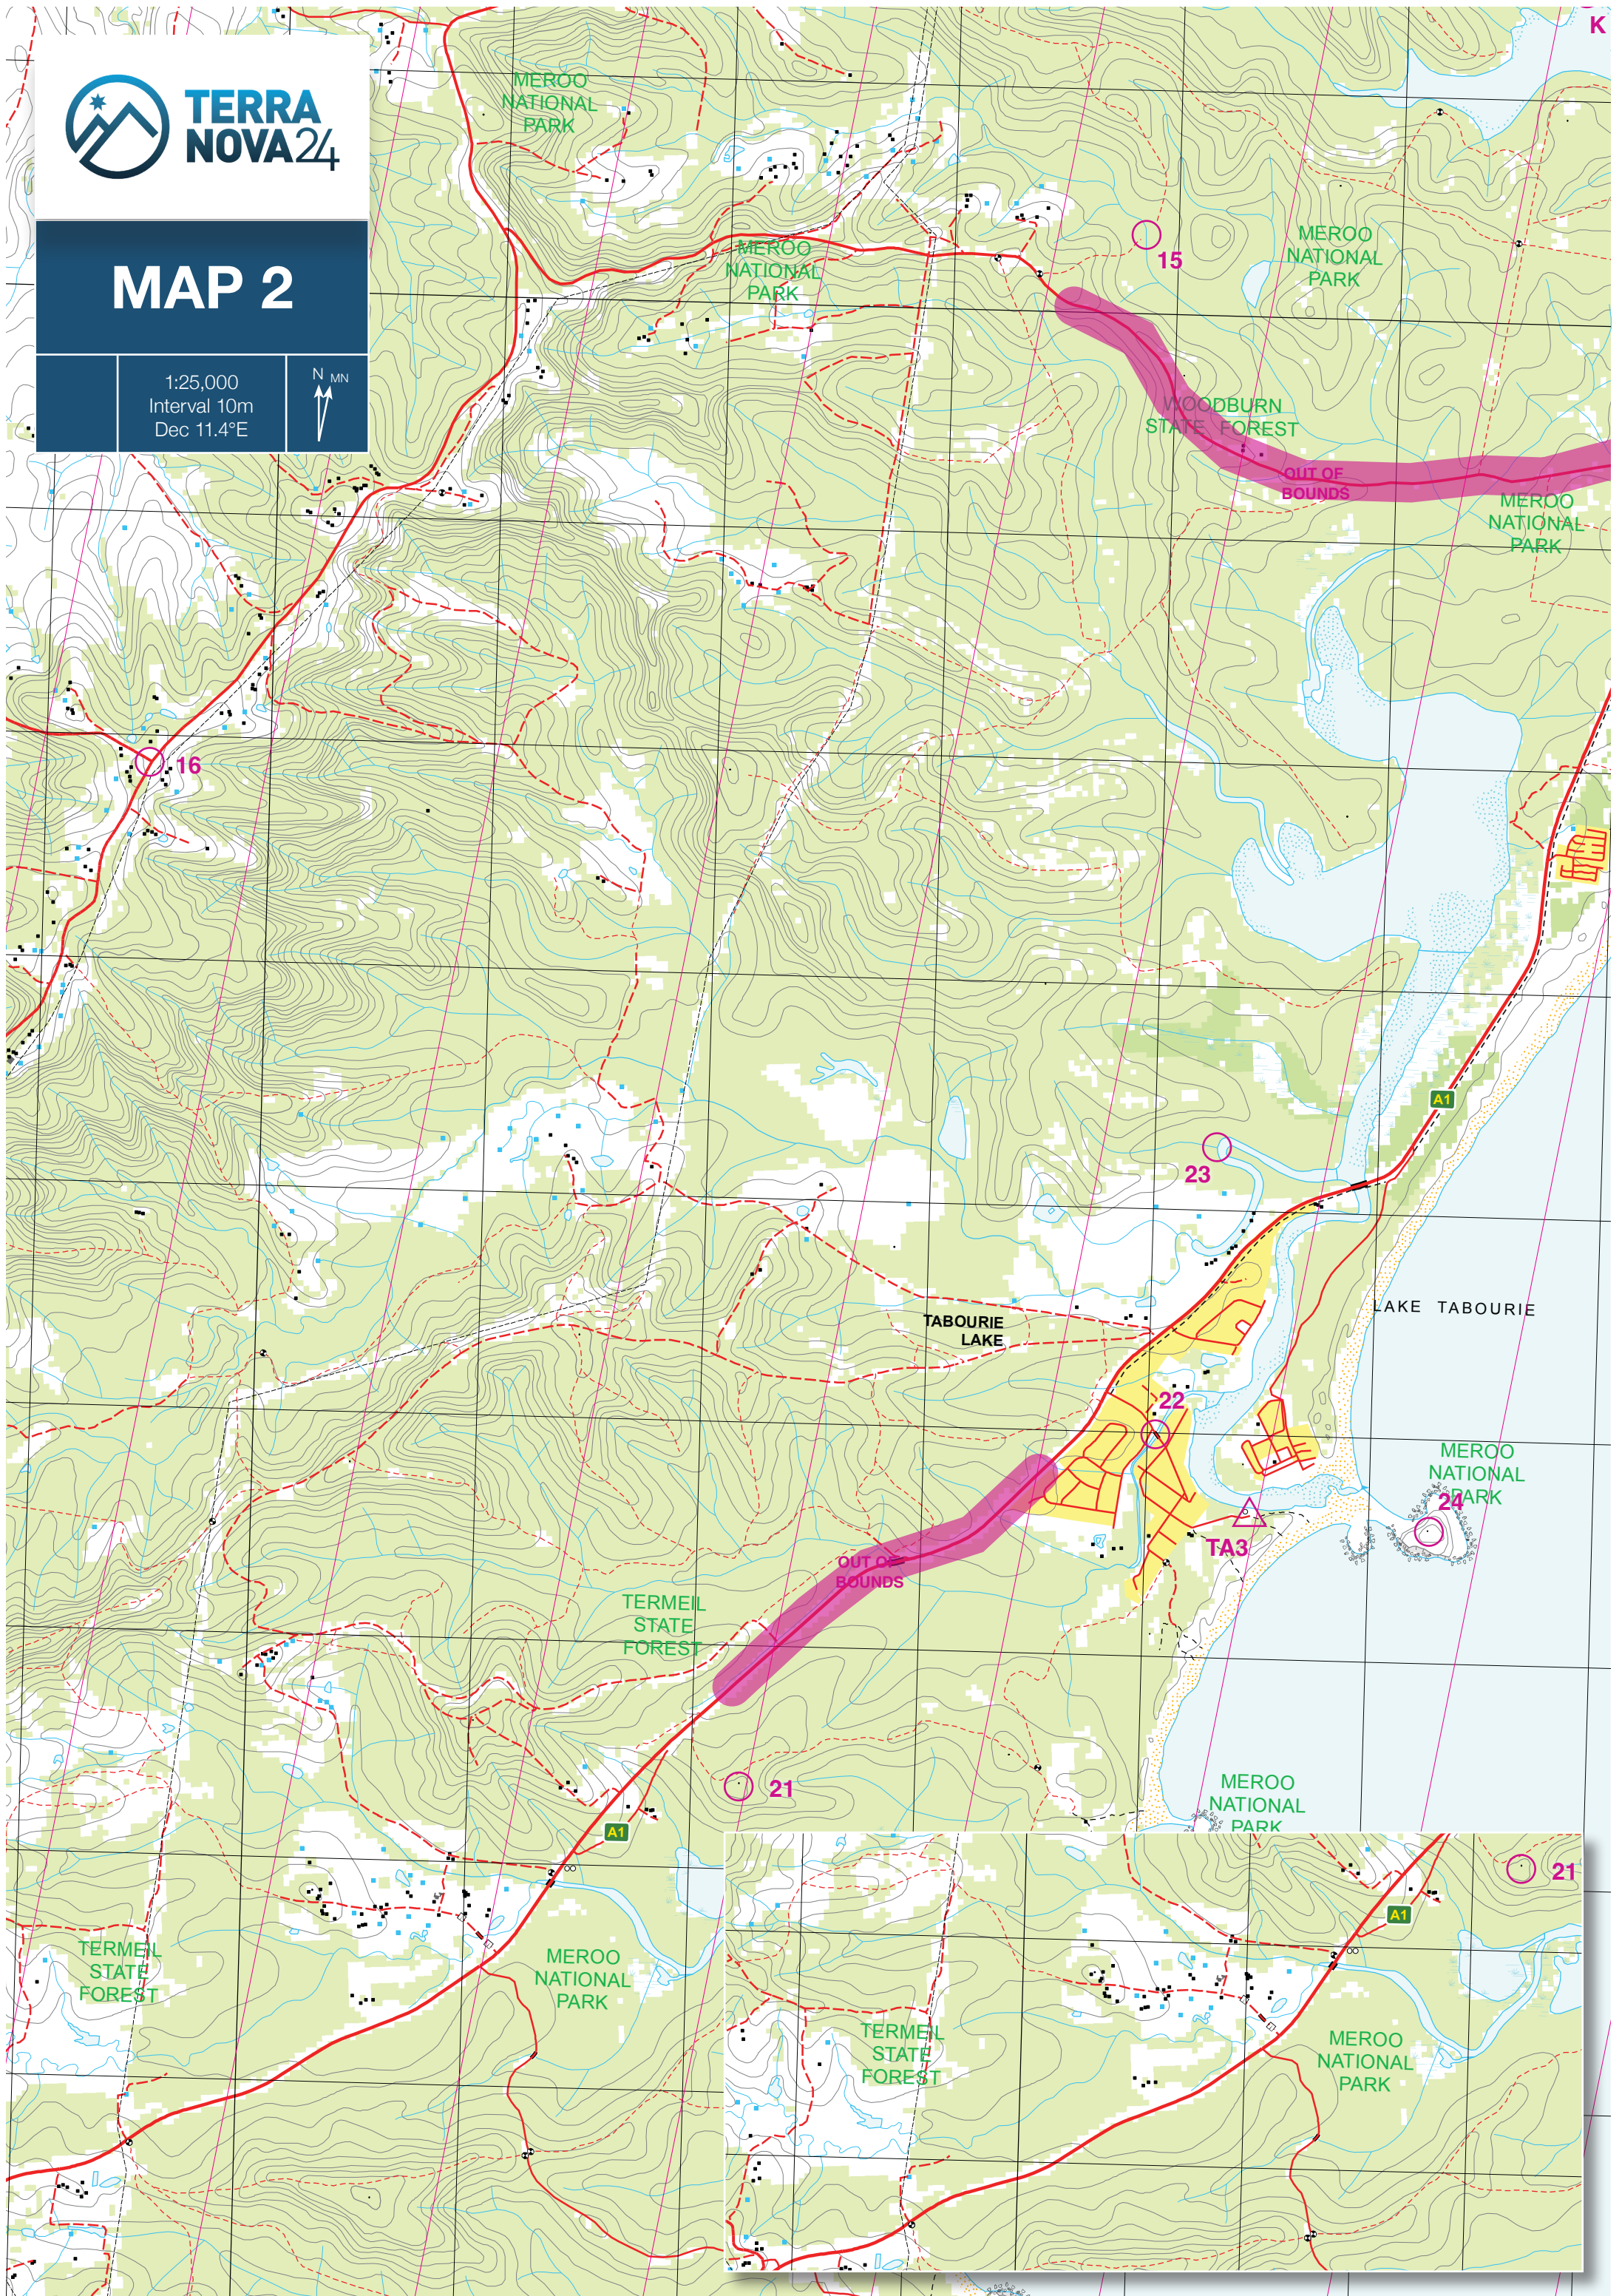 K
TERRA
NOVA24
MAP 2
1:25,000
Interval 10m
Dec 11.4°E
N MN
MEROO
NATIONAL
PARK
MEROO
NATIONAL
PARK
15
MEROO
NATIONAL
PARK
WOODBURN
STATE FOREST
OUT OF
BOUNDS
MEROO
NATIONAL
PARK
16
A1
23
LAKE TABOURIE
TABOURIE
LAKE
22
MEROO
NATIONAL
PARK
24
TA3
OUT OF
BOUNDS
TERMEIL
STATE
FOREST
21
MEROO
NATIONAL
PARK
A1
TERMEIL
STATE
FOREST
MEROO
NATIONAL
PARK
21
A1
TERMEIL
STATE
FOREST
MEROO
NATIONAL
PARK